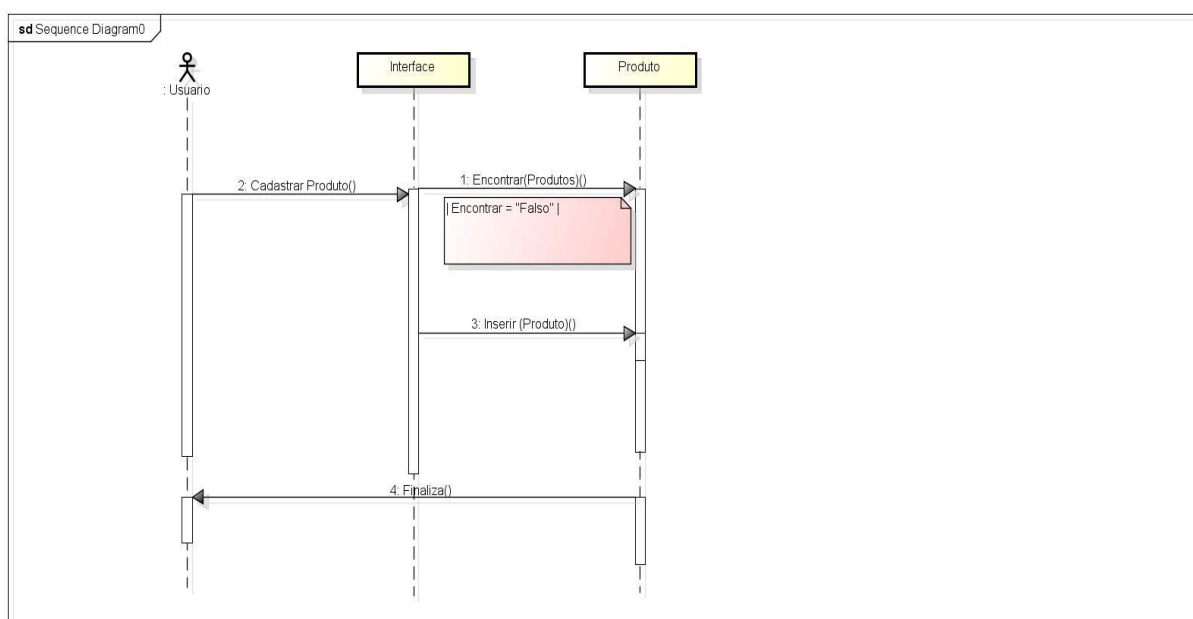 sd Sequence Diagram0
: Usuario
Interface
Produto
2: Cadastrar Produto()
1: Encontrar(Produtos)()
| Encontrar = "Falso" |
3: Inserir (Produto)()
4: Finaliza()